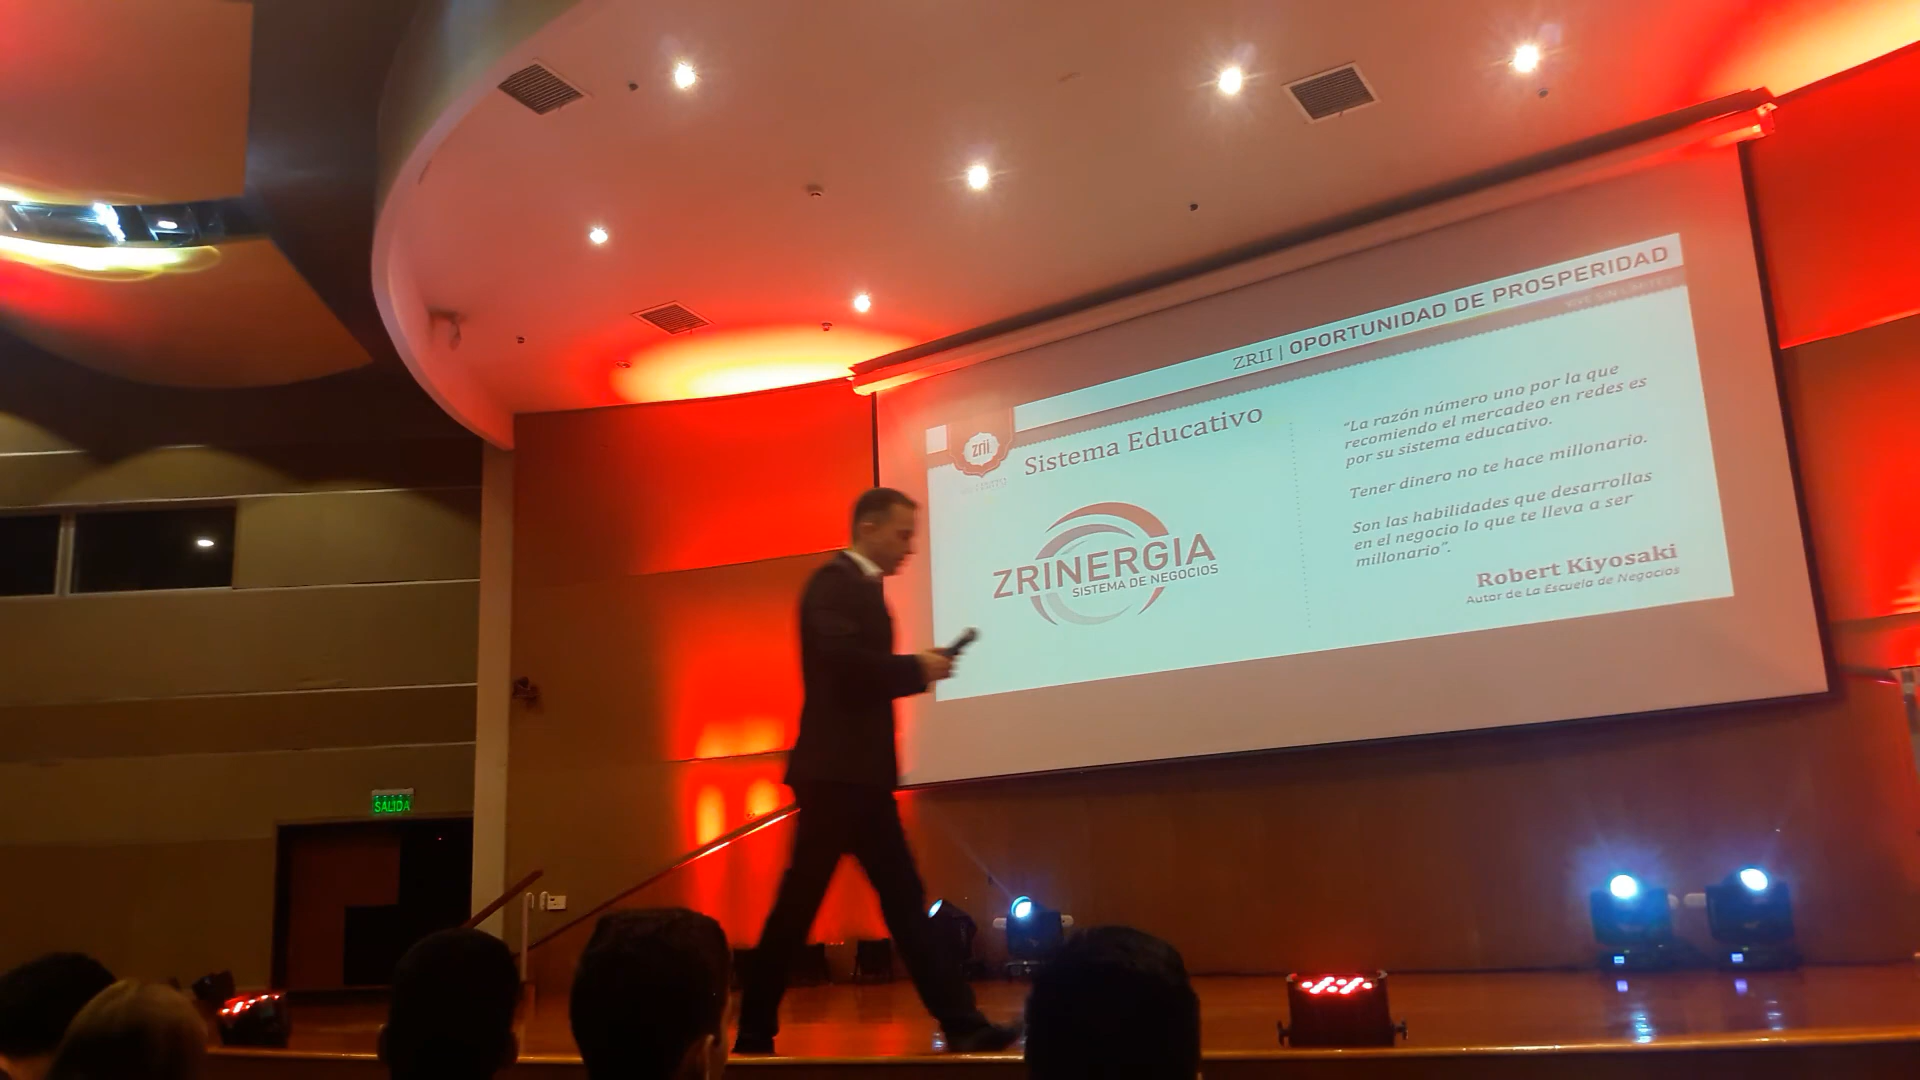 ZRII | OPORTUNIDAD DE PROSPERIDAD
zrii
Sistema Educativo
ZRINERGIA
SISTEMA DE NEGOCIOS
“La razón número uno por la que
recomiendo el mercadeo en redes es
por su sistema educativo.
Tener dinero no te hace millonario.
Son las habilidades que desarrollas
en el negocio lo que te lleva a ser
millonario”.
Robert Kiyosaki
Autor de La Escuela de Negocios
SALIDA